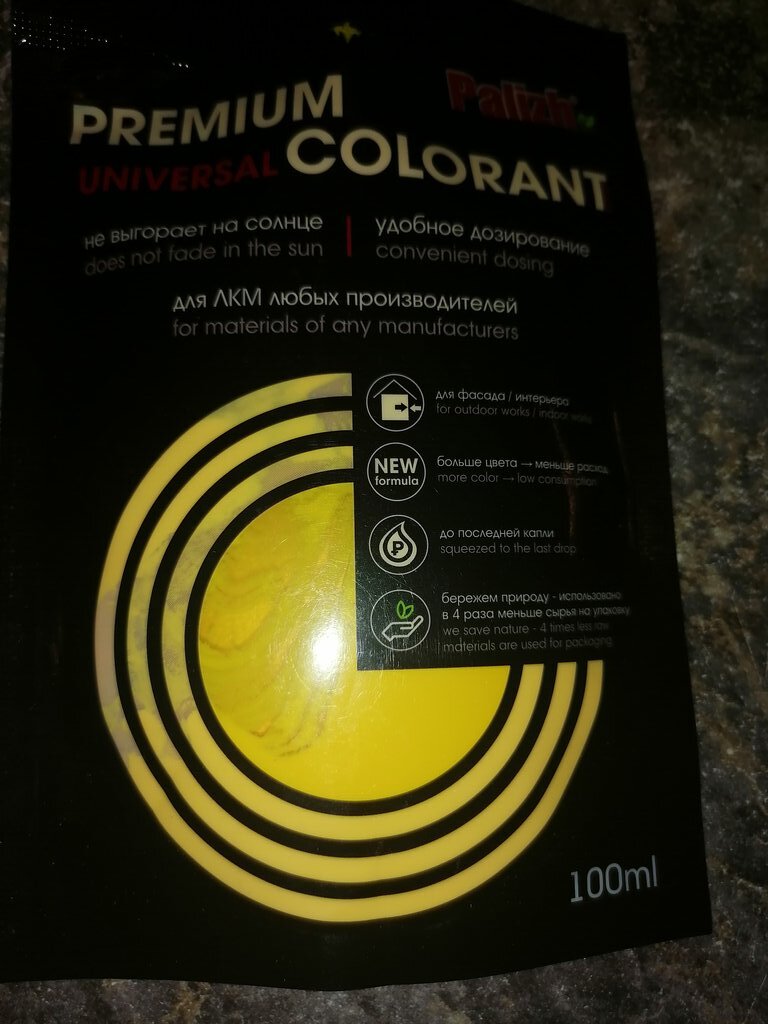 Palizh
PREMIUM
UNIVERSAL COLORANT
не выгорает на солнце
does not fade in the sun
удобное дозирование
convenient dosing
для ЛКМ любых производителей
for materials of any manufacturers
для фасада / интерьера
for outdoor works / indoor works
NEW
formula
больше цвета → меньше расход
more color → low consumption
до последней капли
squeezed to the last drop
бережем природу - использовано
в 4 раза меньше сырья на упаковку
we save nature - 4 times less raw
materials are used for packaging
100ml